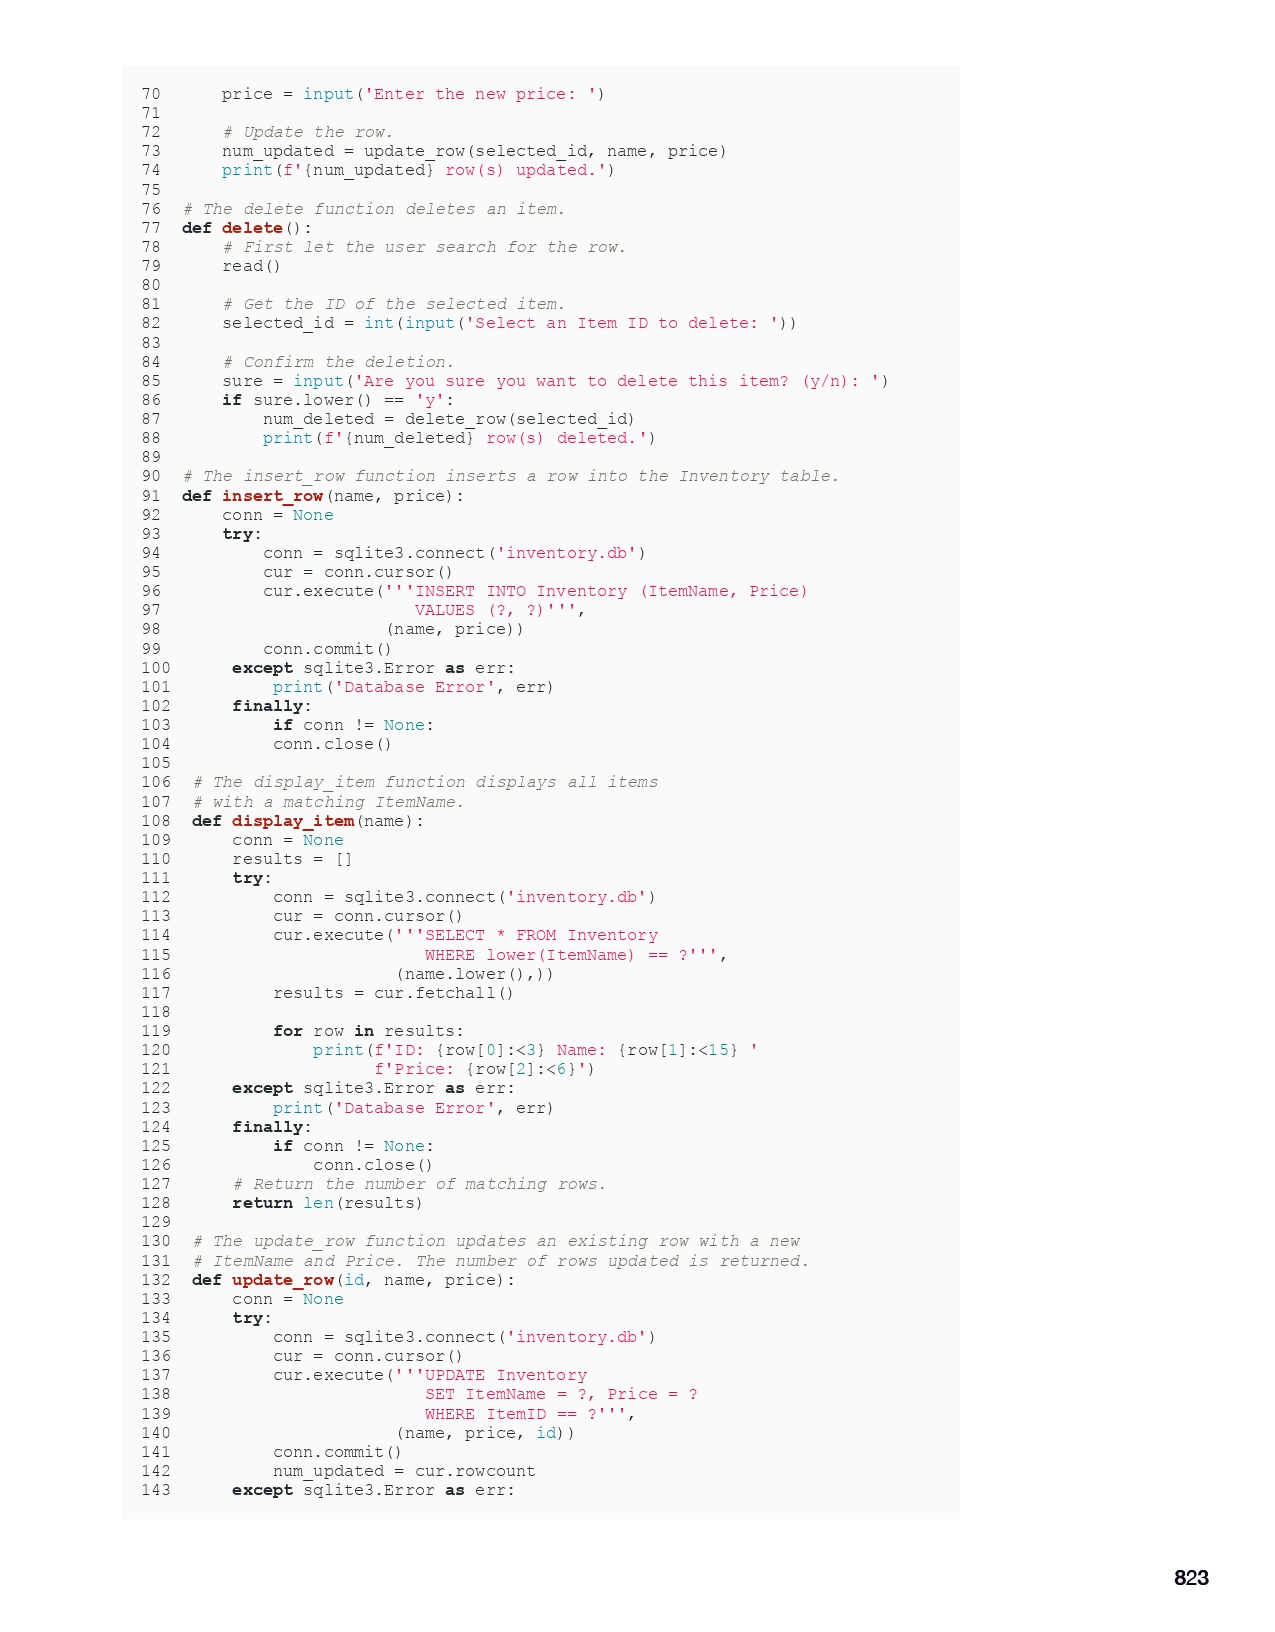 70      price = input('Enter the new price: ')
71
72      # Update the row.
73      num_updated = update_row(selected_id, name, price)
74      print(f'{num_updated} row(s) updated.')
75
76  # The delete function deletes an item.
77  def delete():
78      # First let the user search for the row.
79      read()
80
81      # Get the ID of the selected item.
82      selected_id = int(input('Select an Item ID to delete: '))
83
84      # Confirm the deletion.
85      sure = input('Are you sure you want to delete this item? (y/n): ')
86      if sure.lower() == 'y':
87          num_deleted = delete_row(selected_id)
88          print(f'{num_deleted} row(s) deleted.')
89
90  # The insert_row function inserts a row into the Inventory table.
91  def insert_row(name, price):
92      conn = None
93      try:
94          conn = sqlite3.connect('inventory.db')
95          cur = conn.cursor()
96          cur.execute('''INSERT INTO Inventory (ItemName, Price)
97                         VALUES (?, ?)''',
98                      (name, price))
99          conn.commit()
100      except sqlite3.Error as err:
101          print('Database Error', err)
102      finally:
103          if conn != None:
104          conn.close()
105
106  # The display_item function displays all items
107  # with a matching ItemName.
108  def display_item(name):
109      conn = None
110      results = []
111      try:
112          conn = sqlite3.connect('inventory.db')
113          cur = conn.cursor()
114          cur.execute('''SELECT * FROM Inventory
115                         WHERE lower(ItemName) == ?''',
116                      (name.lower(),))
117          results = cur.fetchall()
118
119          for row in results:
120              print(f'ID: {row[0]:<3} Name: {row[1]:<15} '
121                    f'Price: {row[2]:<6}')
122      except sqlite3.Error as err:
123          print('Database Error', err)
124      finally:
125          if conn != None:
126              conn.close()
127      # Return the number of matching rows.
128      return len(results)
129
130  # The update_row function updates an existing row with a new
131  # ItemName and Price. The number of rows updated is returned.
132  def update_row(id, name, price):
133      conn = None
134      try:
135          conn = sqlite3.connect('inventory.db')
136          cur = conn.cursor()
137          cur.execute('''UPDATE Inventory
138                         SET ItemName = ?, Price = ?
139                         WHERE ItemID == ?''',
140                      (name, price, id))
141          conn.commit()
142          num_updated = cur.rowcount
143      except sqlite3.Error as err:
823